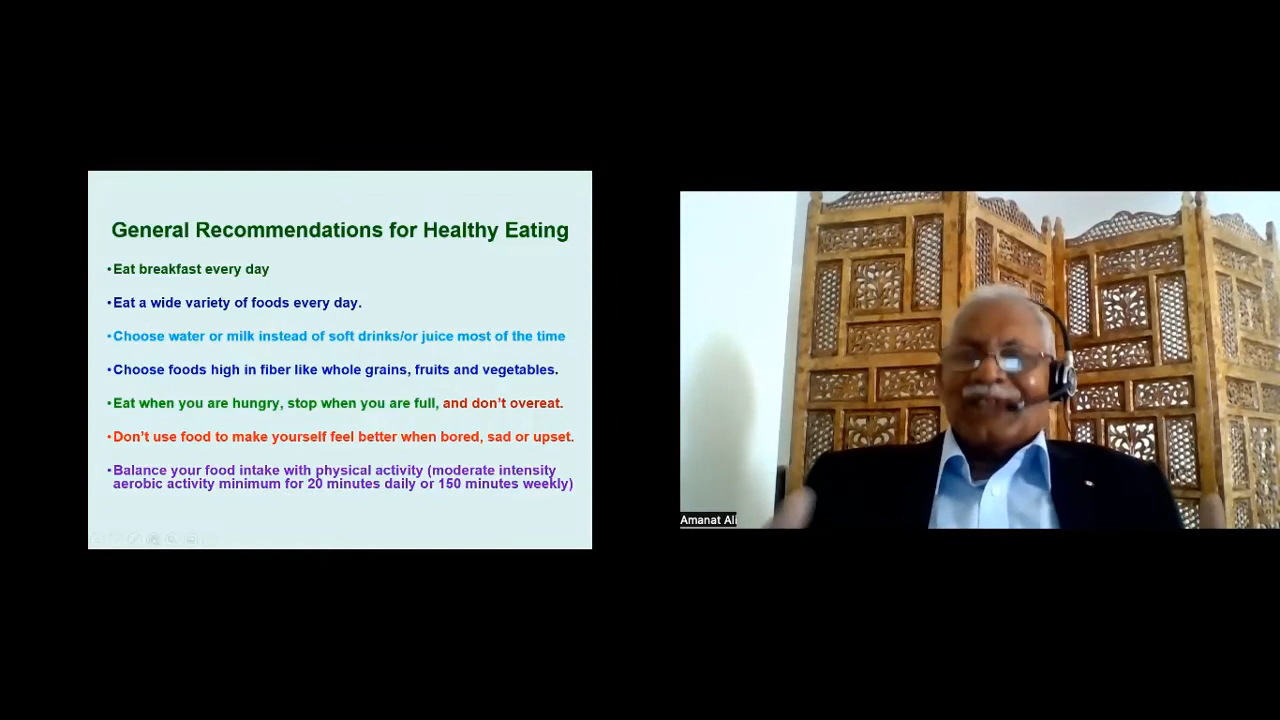 General Recommendations for Healthy Eating
•Eat breakfast every day
•Eat a wide variety of foods every day.
•Choose water or milk instead of soft drinks/or juice most of the time
•Choose foods high in fiber like whole grains, fruits and vegetables.
•Eat when you are hungry, stop when you are full, and don’t overeat.
•Don’t use food to make yourself feel better when bored, sad or upset.
•Balance your food intake with physical activity (moderate intensity
aerobic activity minimum for 20 minutes daily or 150 minutes weekly)
Amanat Ali